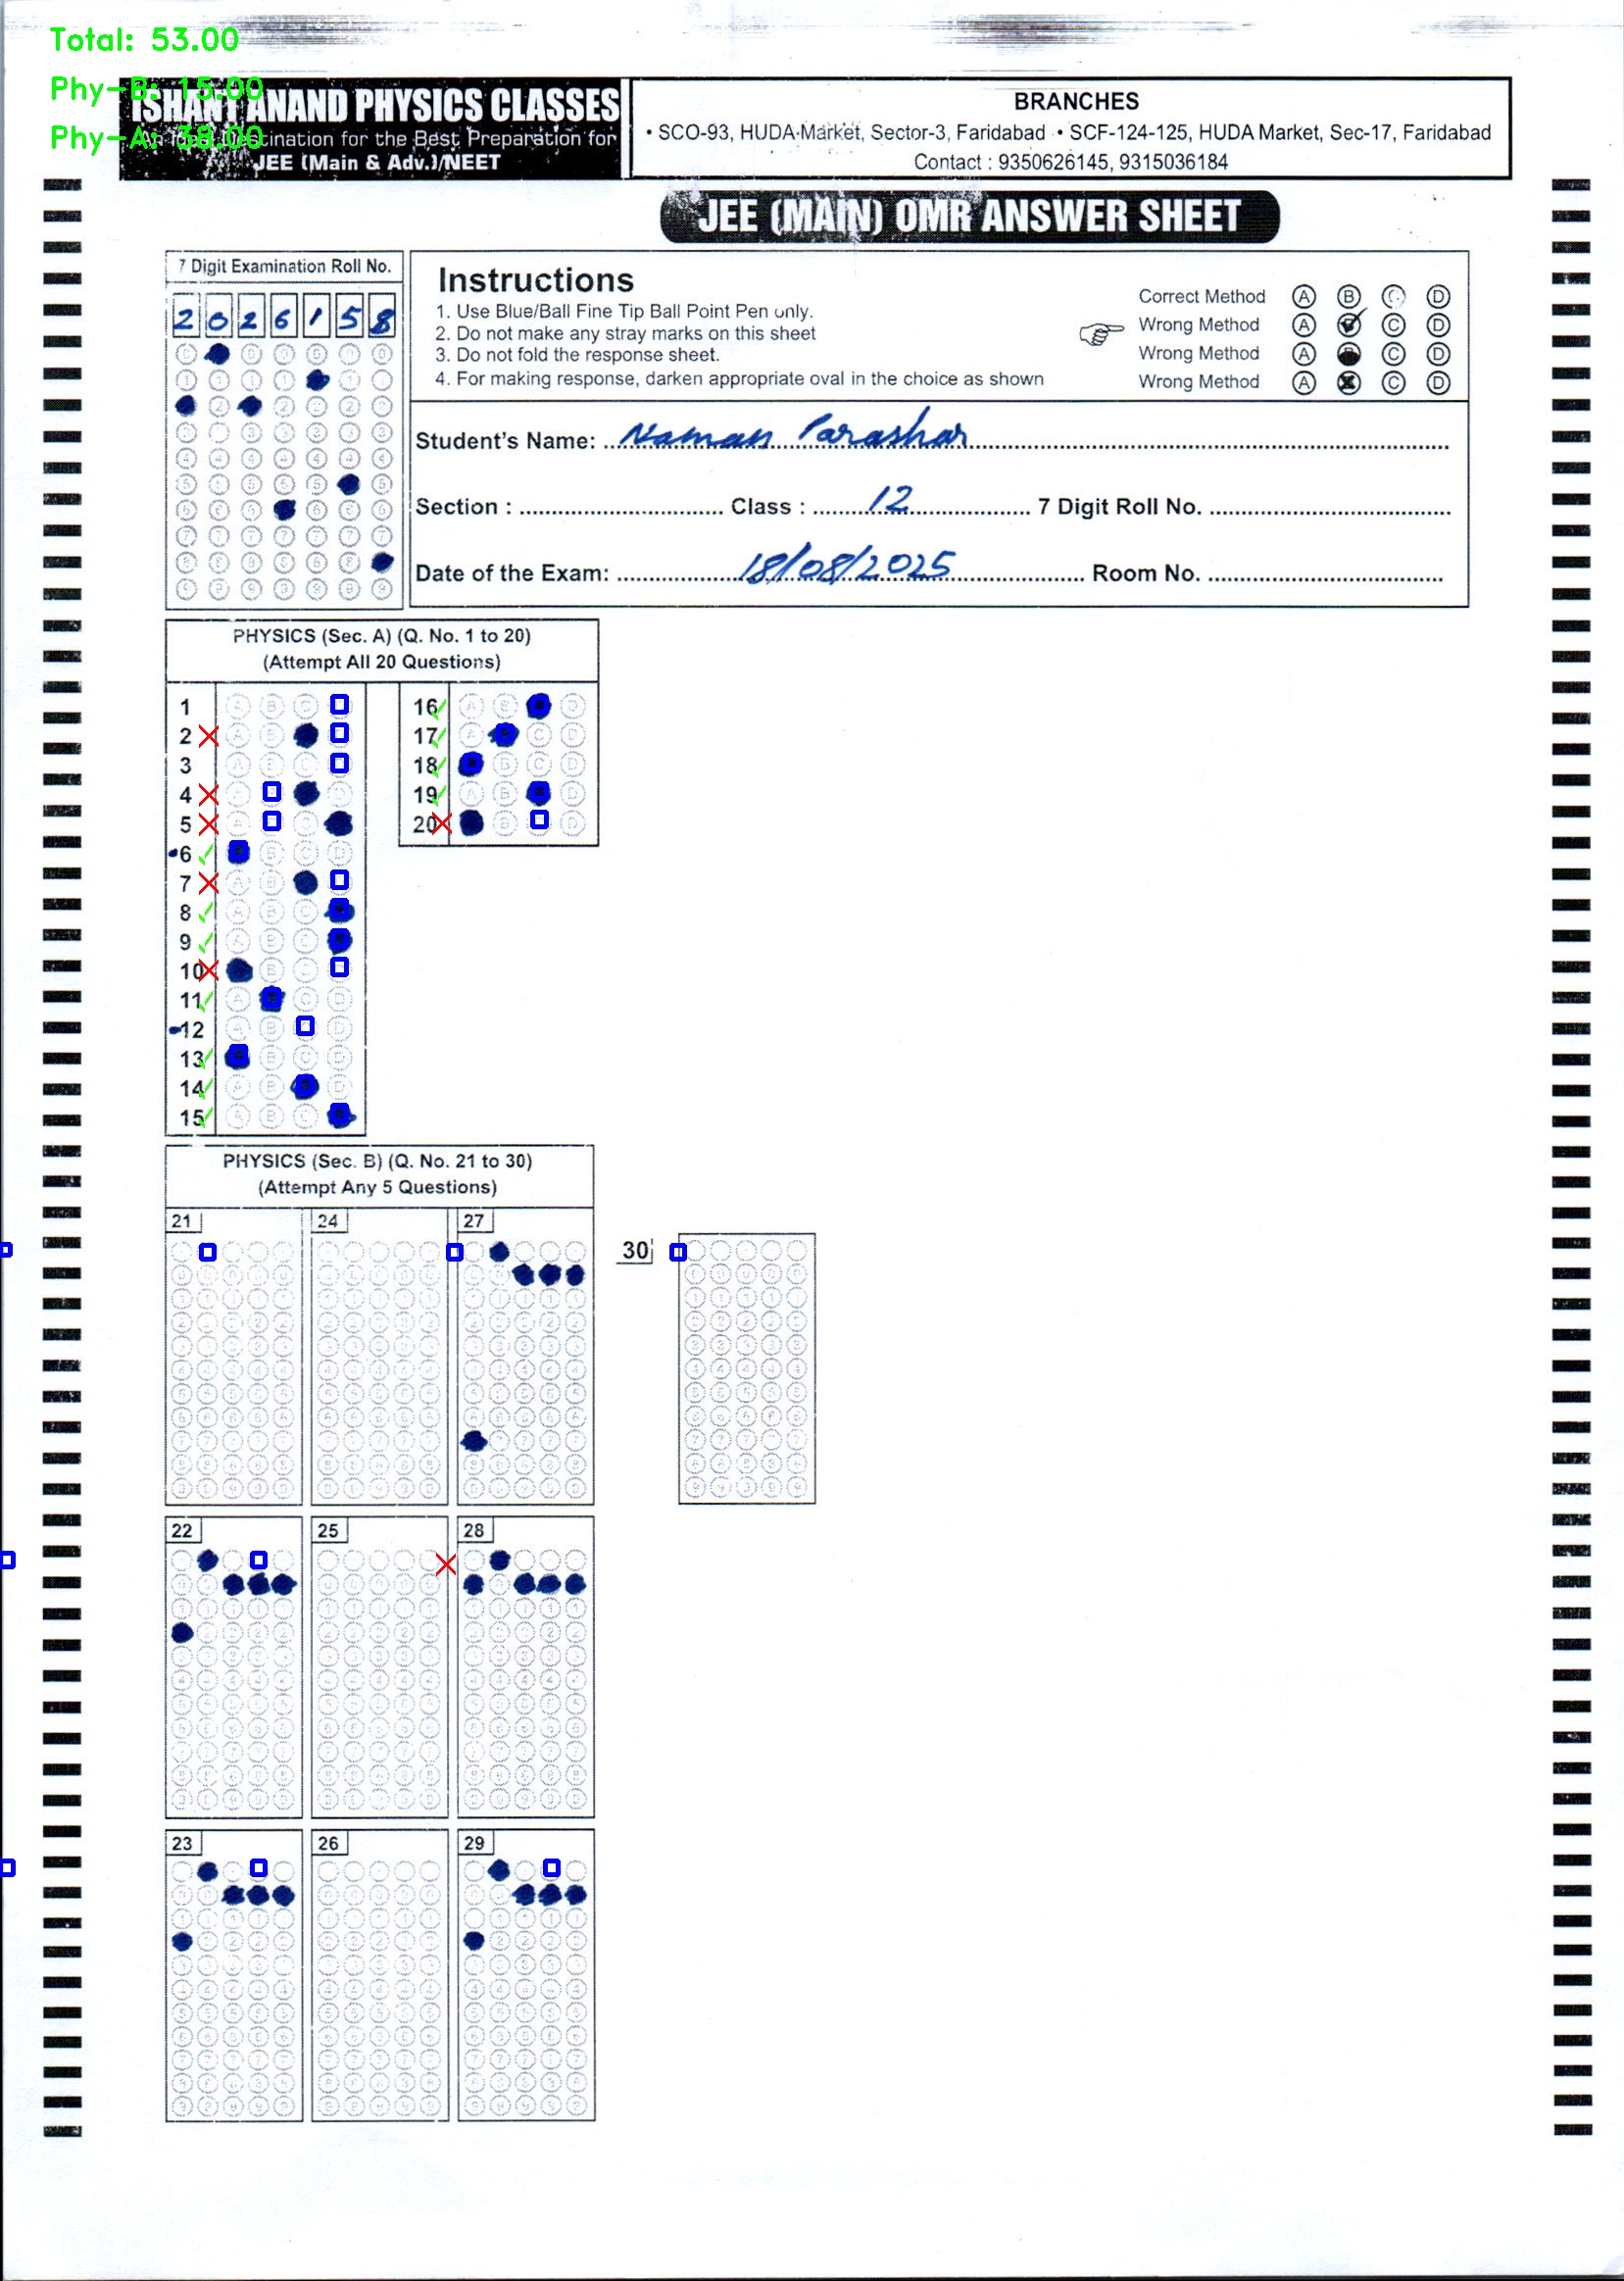 Total: 53.00
Phy-B: 15.00
Phy-A: 38.00
ISHANT ANAND PHYSICS CLASSES
Destination for the Best Preparation for
JEE (Main & Adv.)/NEET
BRANCHES
• SCO-93, HUDA Market, Sector-3, Faridabad • SCF-124-125, HUDA Market, Sec-17, Faridabad
Contact : 9350626145, 9315036184
JEE (MAIN) OMR ANSWER SHEET
7 Digit Examination Roll No.
2 0 2 6 1 5 8
Instructions
1. Use Blue/Ball Fine Tip Ball Point Pen only.
2. Do not make any stray marks on this sheet
3. Do not fold the response sheet.
4. For making response, darken appropriate oval in the choice as shown
Correct Method A B C D
Wrong Method A C D
Wrong Method A C D
Wrong Method A C D
Student's Name: Naman Parashar
Section : Class : 12 7 Digit Roll No.
Date of the Exam: 18/08/2025 Room No.
PHYSICS (Sec. A) (Q. No. 1 to 20)
(Attempt All 20 Questions)
1
2
3
4
5
6
7
8
9
10
11
12
13
14
15
16
17
18
19
20
PHYSICS (Sec. B) (Q. No. 21 to 30)
(Attempt Any 5 Questions)
21 24 27 30
22 25 28
23 26 29